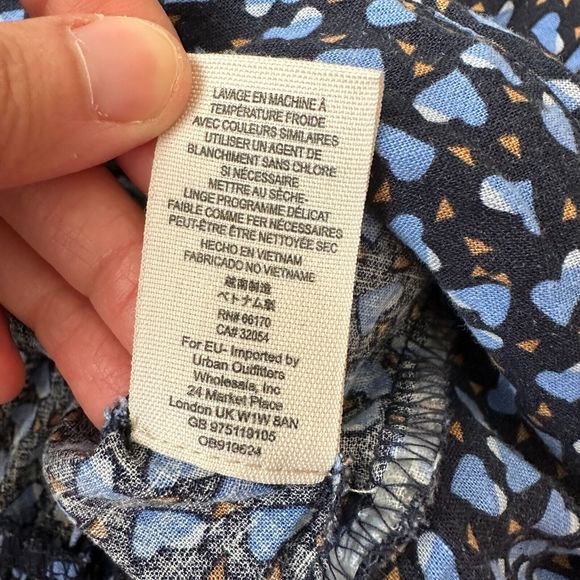 LAVAGE EN MACHINE À
TEMPÉRATURE FROIDE
AVEC COULEURS SIMILAIRES
UTILISER UN AGENT DE
BLANCHIMENT SANS CHLORE
SI NÉCESSAIRE
METTRE AU SÈCHE-
LINGE PROGRAMME DÉLICAT
FAIBLE COMME FER NÉCESSAIRES
PEUT-ÊTRE ÊTRE NETTOYÉE SEC
HECHO EN VIETNAM
FABRICADO NO VIETNAME
越南制造
ベトナム製
RN# 66170
CA# 32054
For EU- Imported by
Urban Outfitters
Wholesale, Inc
24 Market Place
London UK W1W 8AN
GB 975119105
OB910524